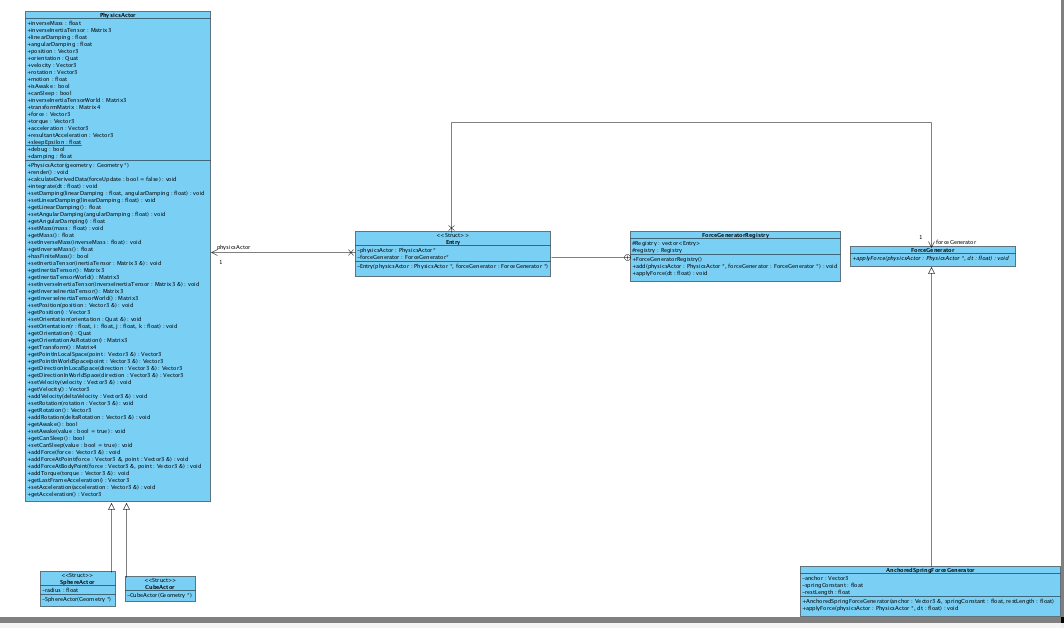 PhysicsActor
+inverseMass : float
+inverseInertiaTensor : Matrix3
+linearDamping : float
+angularDamping : float
+position : Vector3
+orientation : Quat
+velocity : Vector3
+rotation : Vector3
+motion : float
+isAwake : bool
+canSleep : bool
+inverseInertiaTensorWorld : Matrix3
+transformMatrix : Matrix4
+force : Vector3
+torque : Vector3
+acceleration : Vector3
+resultantAcceleration : Vector3
+sleepEpsilon : float
+debug : bool
+damping : float
+PhysicsActor(geometry : Geometry *)
+render() : void
+calculateDerivedData(forceUpdate : bool = false) : void
+integrate(dt : float) : void
+setDamping(linearDamping : float, angularDamping : float) : void
+setLinearDamping(linearDamping : float) : void
+getLinearDamping() : float
+setAngularDamping(angularDamping : float) : void
+getAngularDamping() : float
+setMass(mass : float) : void
+getMass() : float
+setInverseMass(inverseMass : float) : void
+getInverseMass() : float
+hasFiniteMass() : bool
+setInertiaTensor(inertiaTensor : Matrix3 &) : void
+getInertiaTensor() : Matrix3
+getInertiaTensorWorld() : Matrix3
+setInverseInertiaTensor(inverseInertiaTensor : Matrix3 &) : void
+getInverseInertiaTensor() : Matrix3
+getInverseInertiaTensorWorld() : Matrix3
+setPosition(position : Vector3 &) : void
+getPosition() : Vector3
+setOrientation(orientation : Quat &) : void
+setOrientation(r : float, i : float, j : float, k : float) : void
+getOrientation() : Quat
+getOrientationAsRotation() : Matrix3
+getTransform() : Matrix4
+getPointInLocalSpace(point : Vector3 &) : Vector3
+getPointInWorldSpace(point : Vector3 &) : Vector3
+getDirectionInLocalSpace(direction : Vector3 &) : Vector3
+getDirectionInWorldSpace(direction : Vector3 &) : Vector3
+setVelocity(velocity : Vector3 &) : void
+getVelocity() : Vector3
+addVelocity(deltaVelocity : Vector3 &) : void
+setRotation(rotation : Vector3 &) : void
+getRotation() : Vector3
+addRotation(deltaRotation : Vector3 &) : void
+getAwake() : bool
+setAwake(value : bool = true) : void
+getCanSleep() : bool
+setCanSleep(value : bool = true) : void
+addForce(force : Vector3 &) : void
+addForceAtPoint(force : Vector3 &, point : Vector3 &) : void
+addForceAtBodyPoint(force : Vector3 &, point : Vector3 &) : void
+addTorque(torque : Vector3 &) : void
+getLastFrameAcceleration() : Vector3
+setAcceleration(acceleration : Vector3 &) : void
+getAcceleration() : Vector3
physicsActor
1
<<Struct>>
Entry
~physicsActor : PhysicsActor*
~forceGenerator : ForceGenerator*
~Entry(physicsActor : PhysicsActor *, forceGenerator : ForceGenerator *)
ForceGeneratorRegistry
#Registry : vector<Entry>
#registry : Registry
+ForceGeneratorRegistry()
+add(physicsActor : PhysicsActor *, forceGenerator : ForceGenerator *) : void
+applyForce(dt : float) : void
1
forceGenerator
ForceGenerator
+applyForce(physicsActor : PhysicsActor *, dt : float) : void
<<Struct>>
SphereActor
~radius : float
~SphereActor(Geometry *)
<<Struct>>
CubeActor
~CubeActor(Geometry *)
AnchoredSpringForceGenerator
~anchor : Vector3
~springConstant : float
~restLength : float
+AnchoredSpringForceGenerator(anchor : Vector3 &, springConstant : float, restLength : float)
+applyForce(physicsActor : PhysicsActor *, dt : float) : void